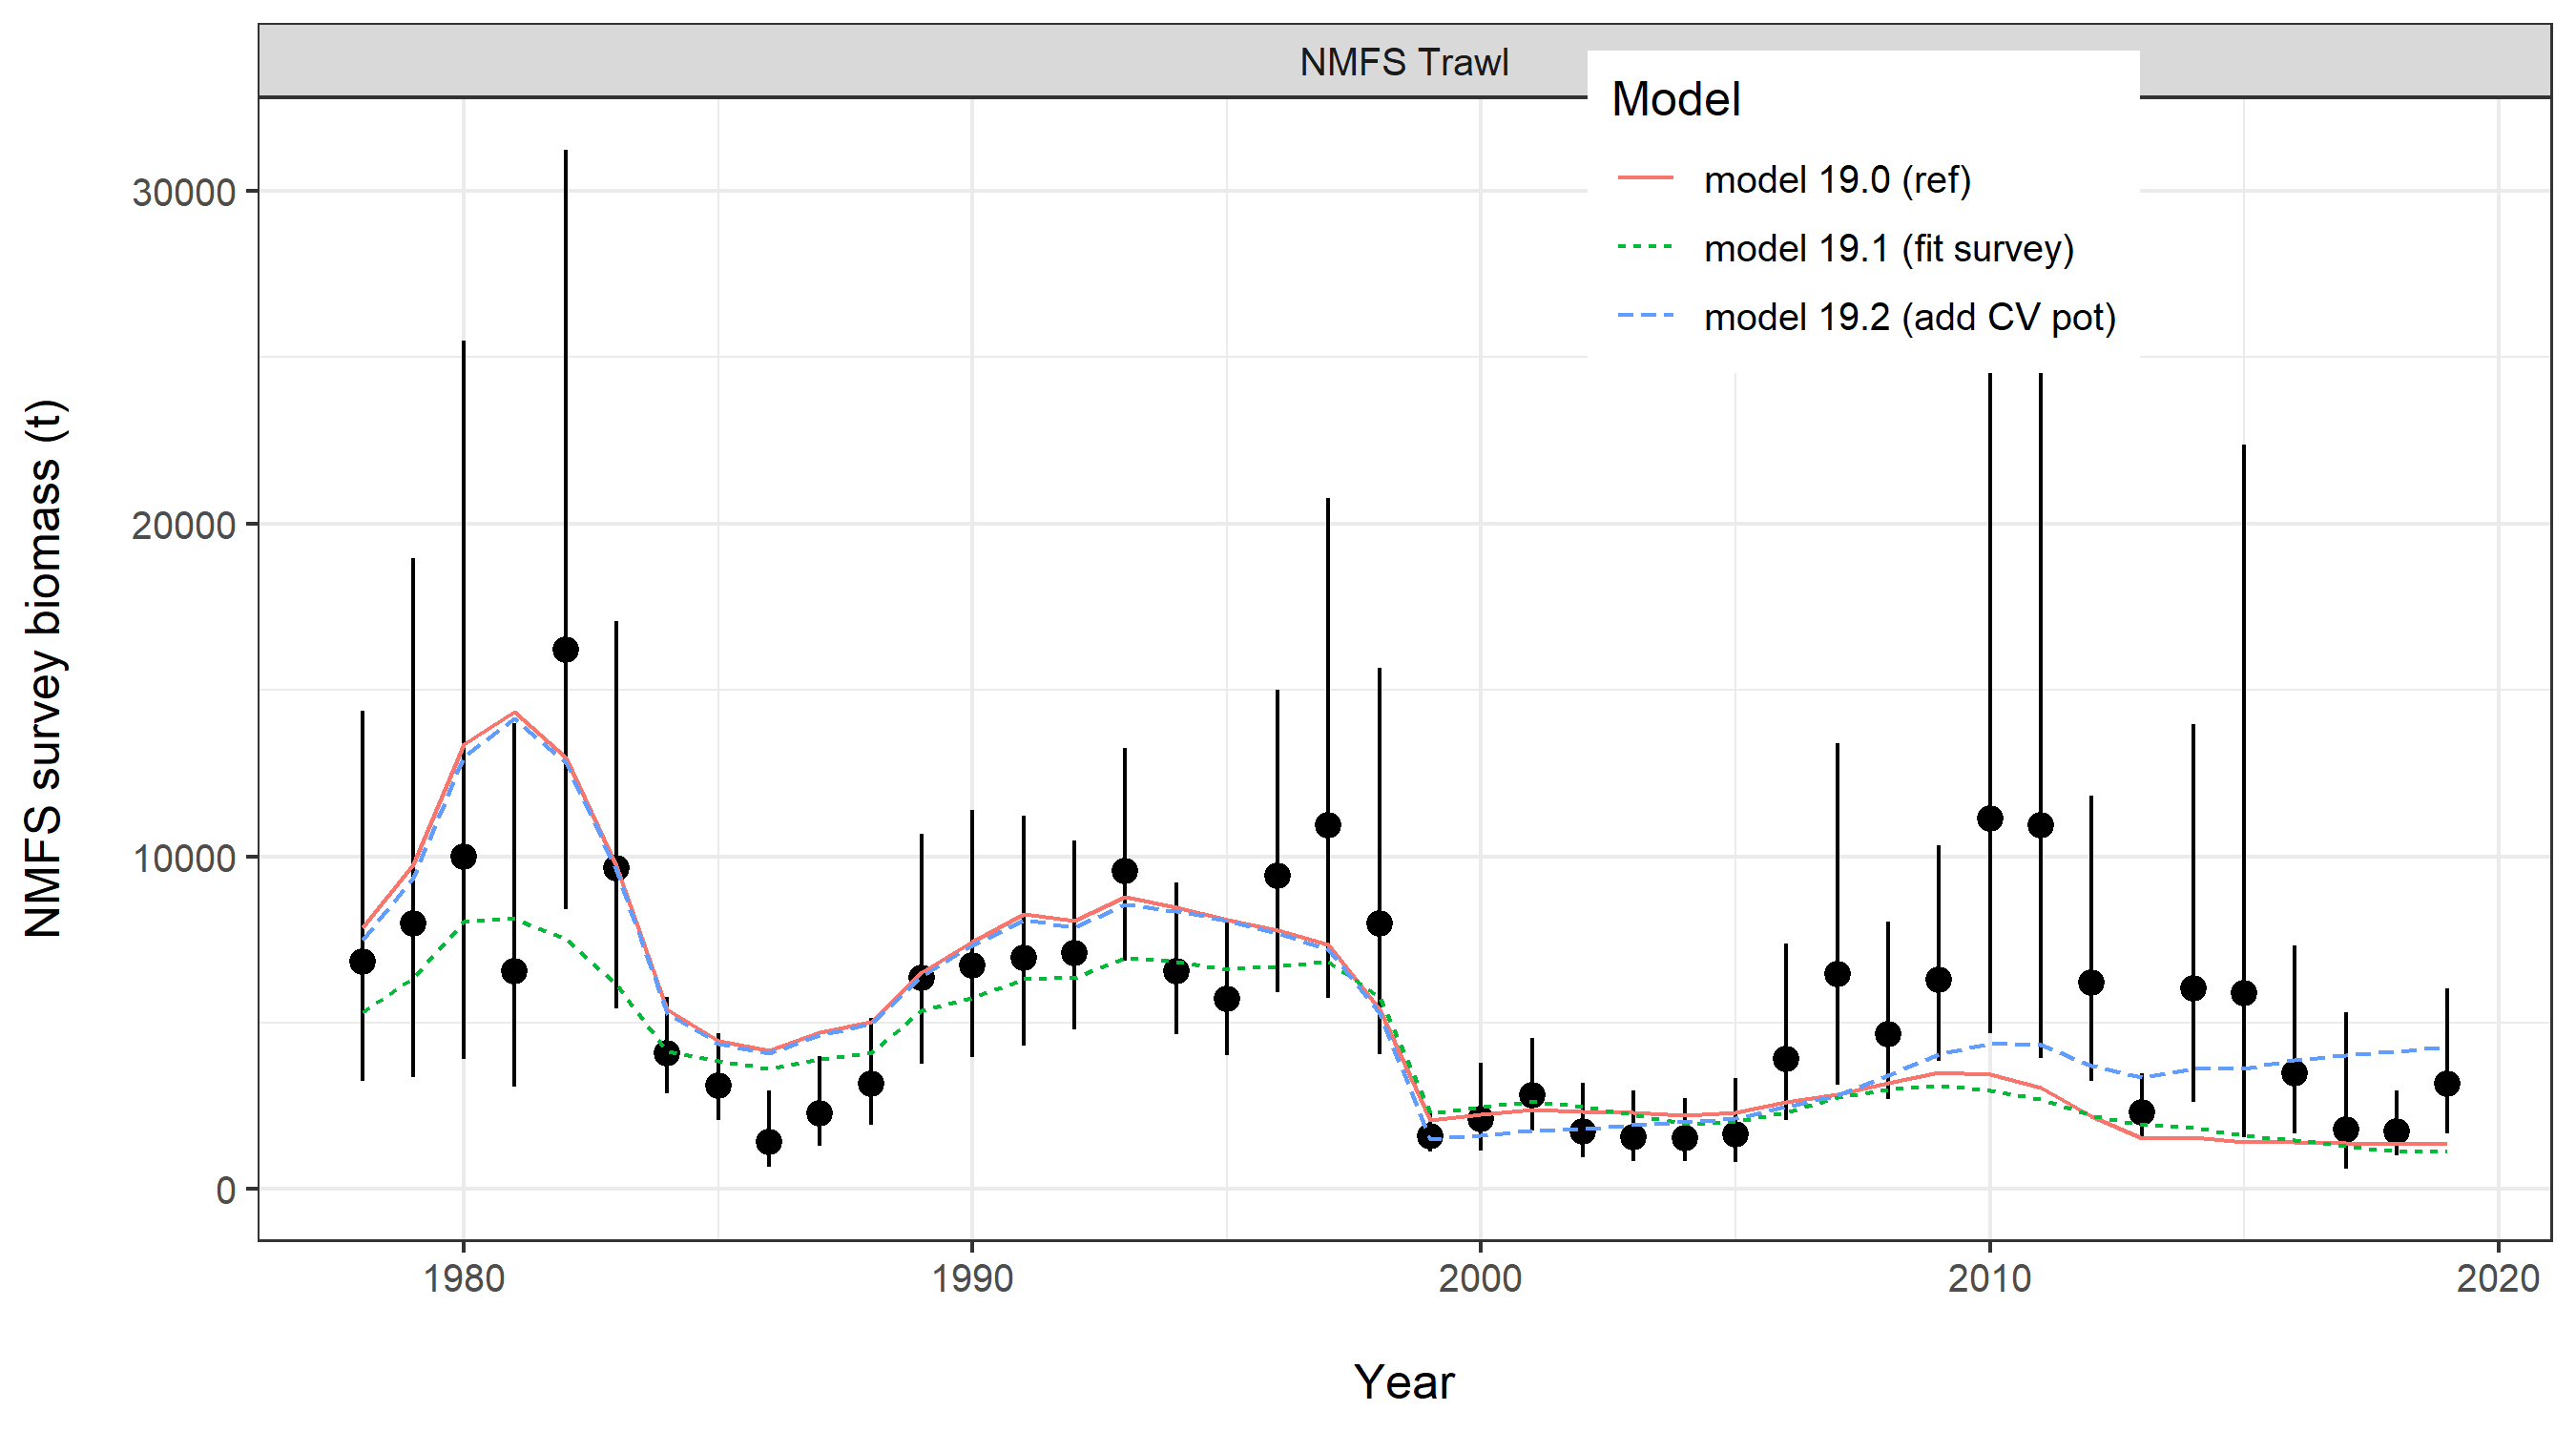 NMFS Trawl
Model
model 19.0 (ref)
model 19.1 (fit survey)
model 19.2 (add CV pot)
NMFS survey biomass (t)
30000
20000
10000
0
1980 1990 2000 2010 2020
Year